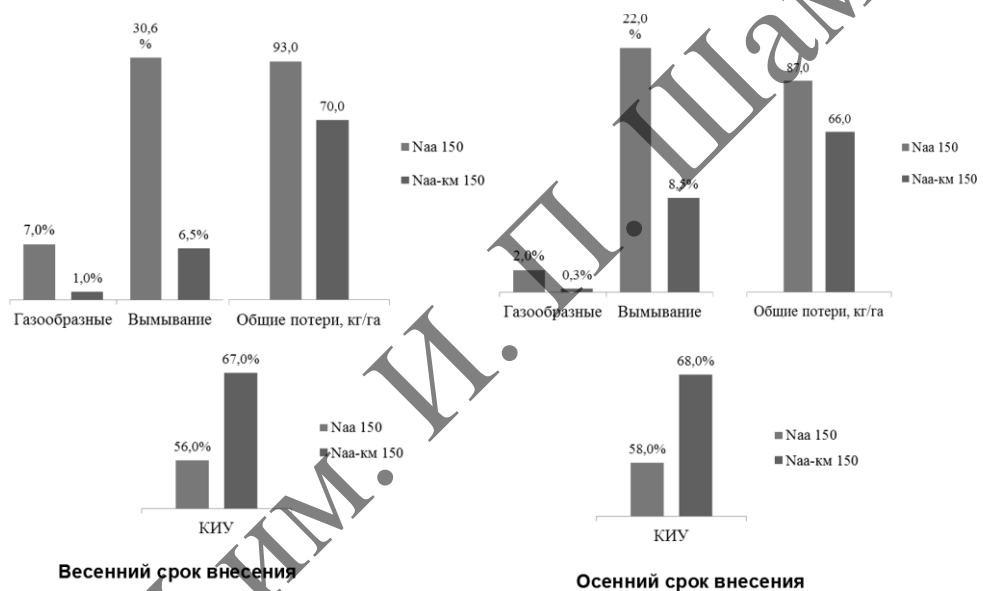 30,6
%
93,0
70,0
7,0%
6,5%
1,0%
Naa 150
Naa-км 150
Газообразные
Вымывание
Общие потери, кг/га
67,0%
56,0%
Naa 150
Naa-км 150
КИУ
Весенний срок внесения
22,0
%
87,0
66,0
8,5%
2,0%
0,3%
Naa 150
Naa-км 150
Газообразные
Вымывание
Общие потери, кг/га
68,0%
58,0%
Naa 150
Naa-км 150
КИУ
Осенний срок внесения
им. И. П. Шам